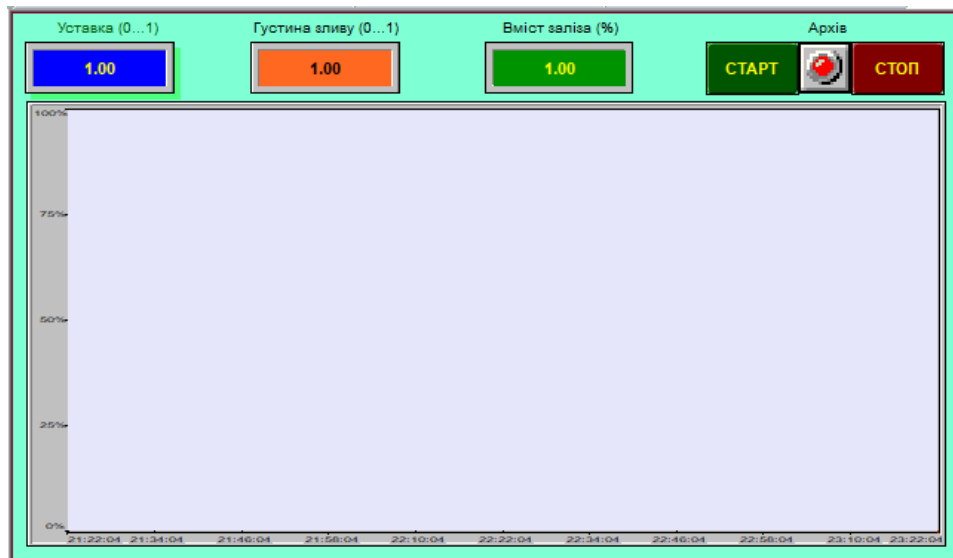 Уставка (0...1) Густина зливу (0...1) Вміст заліза (%) Архів
1.00 1.00 1.00 СТАРТ СТОП
100%
75%
50%
25%
0%
21:22:04 21:34:04 21:46:04 21:58:04 22:10:04 22:22:04 22:34:04 22:46:04 22:58:04 23:10:04 23:22:04